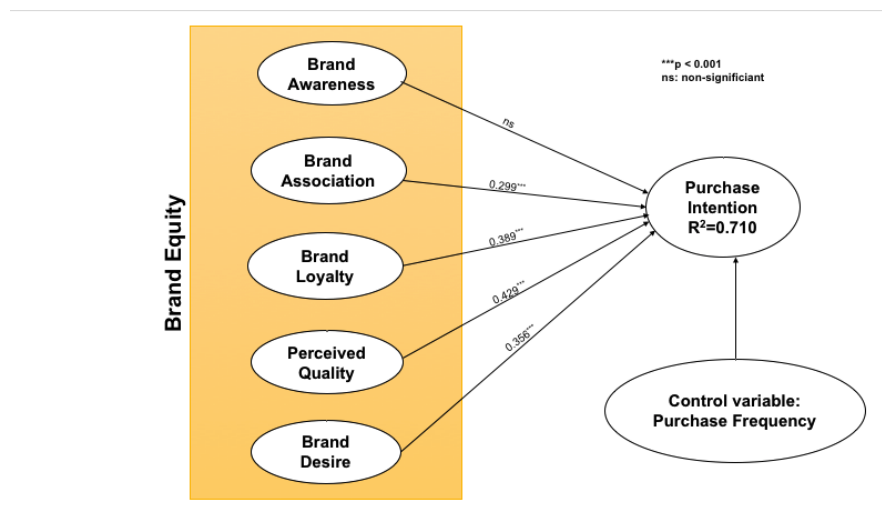 Brand
Awareness
***p < 0.001
ns: non-significiant
ns
Brand
Association
0.299***
Purchase
Intention
R²=0.710
Brand Equity
Brand
Loyalty
0.389***
0.429***
Perceived
Quality
0.356***
Control variable:
Purchase Frequency
Brand
Desire